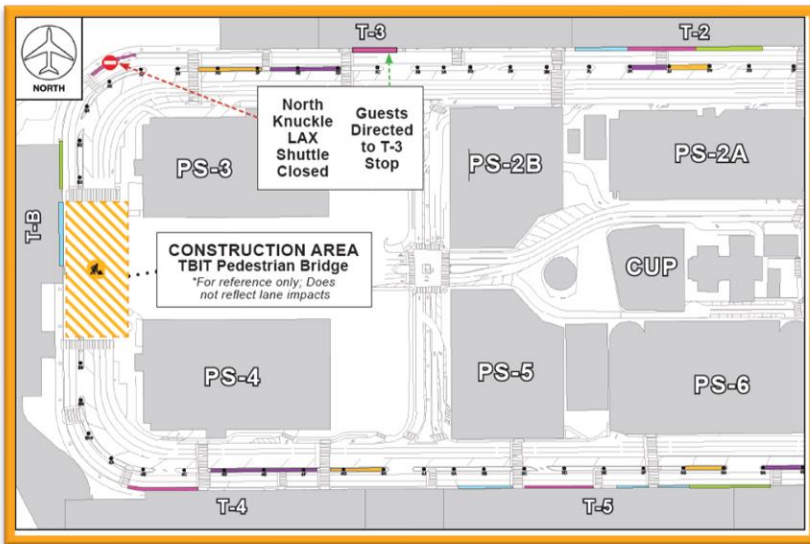 NORTH
T-3
T-2
North
Knuckle
LAX
Shuttle
Closed
Guests
Directed
to T-3
Stop
PS-3
PS-2B
PS-2A
T-B
CONSTRUCTION AREA
TBIT Pedestrian Bridge
*For reference only; Does
not reflect lane impacts
CUP
PS-4
PS-5
PS-6
T-4
T-5